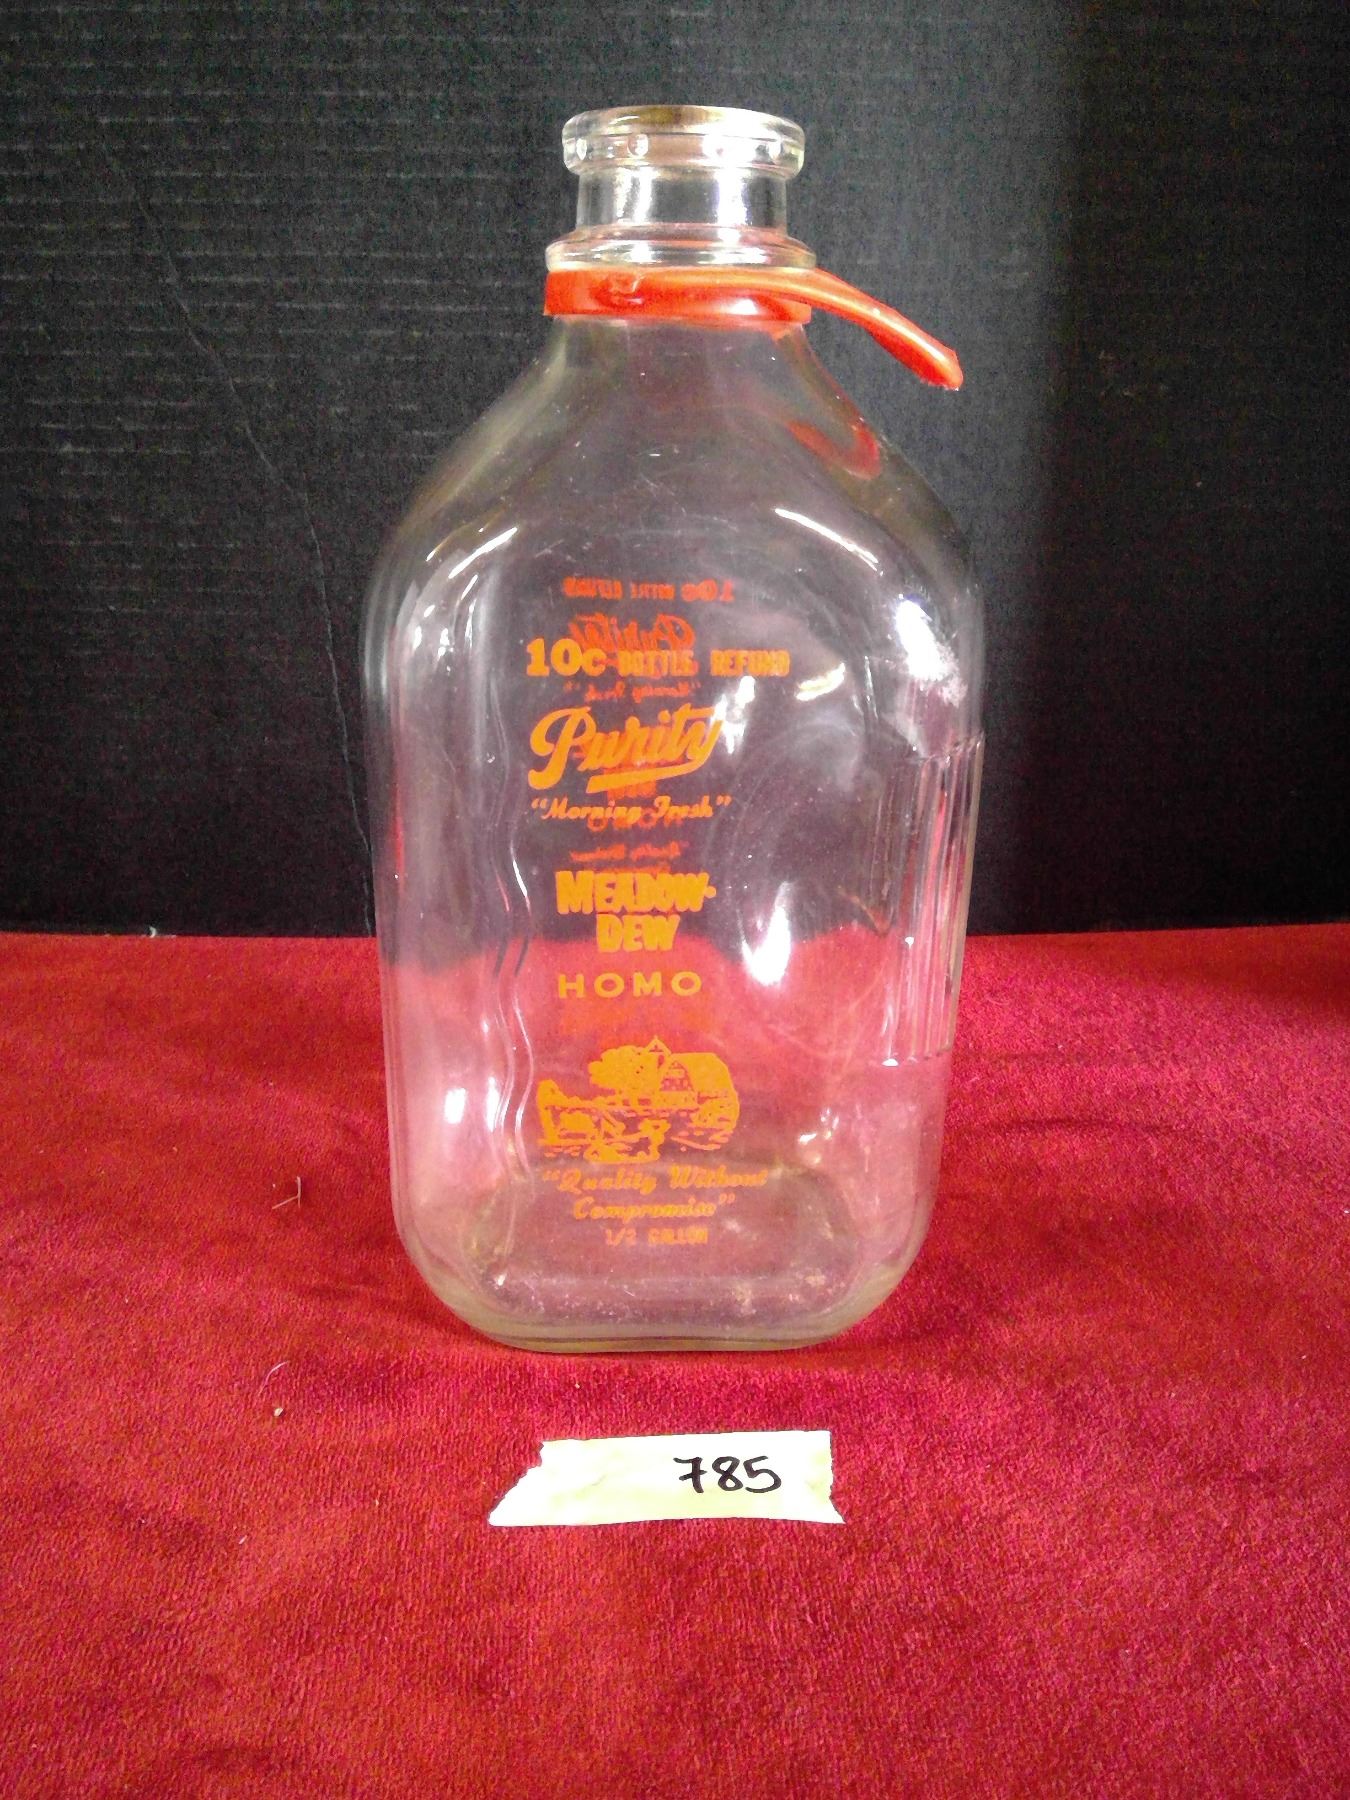 10c BOTTLE REFUND
Purity
"Morning Fresh"
MEADOW-
DEW
HOMO
"Quality Without
Compromise"
1/2 GALLON
785